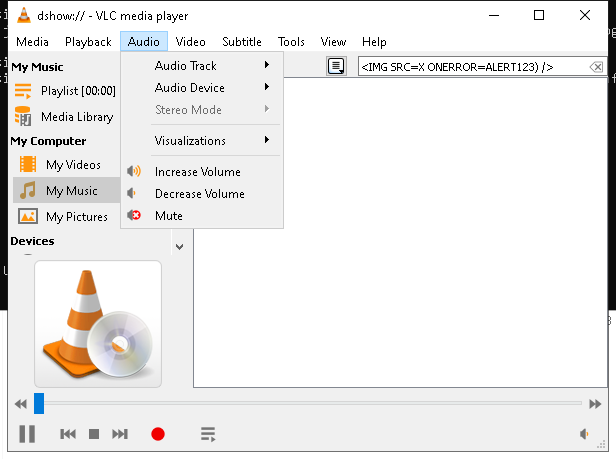 dshow:// - VLC media player
Media Playback Audio Video Subtitle Tools View Help
My Music
Playlist [00:00]
Media Library
My Computer
My Videos
My Music
My Pictures
Devices
Audio Track
Audio Device
Stereo Mode
Visualizations
Increase Volume
Decrease Volume
Mute
<IMG SRC=X ONERROR=ALERT123) />